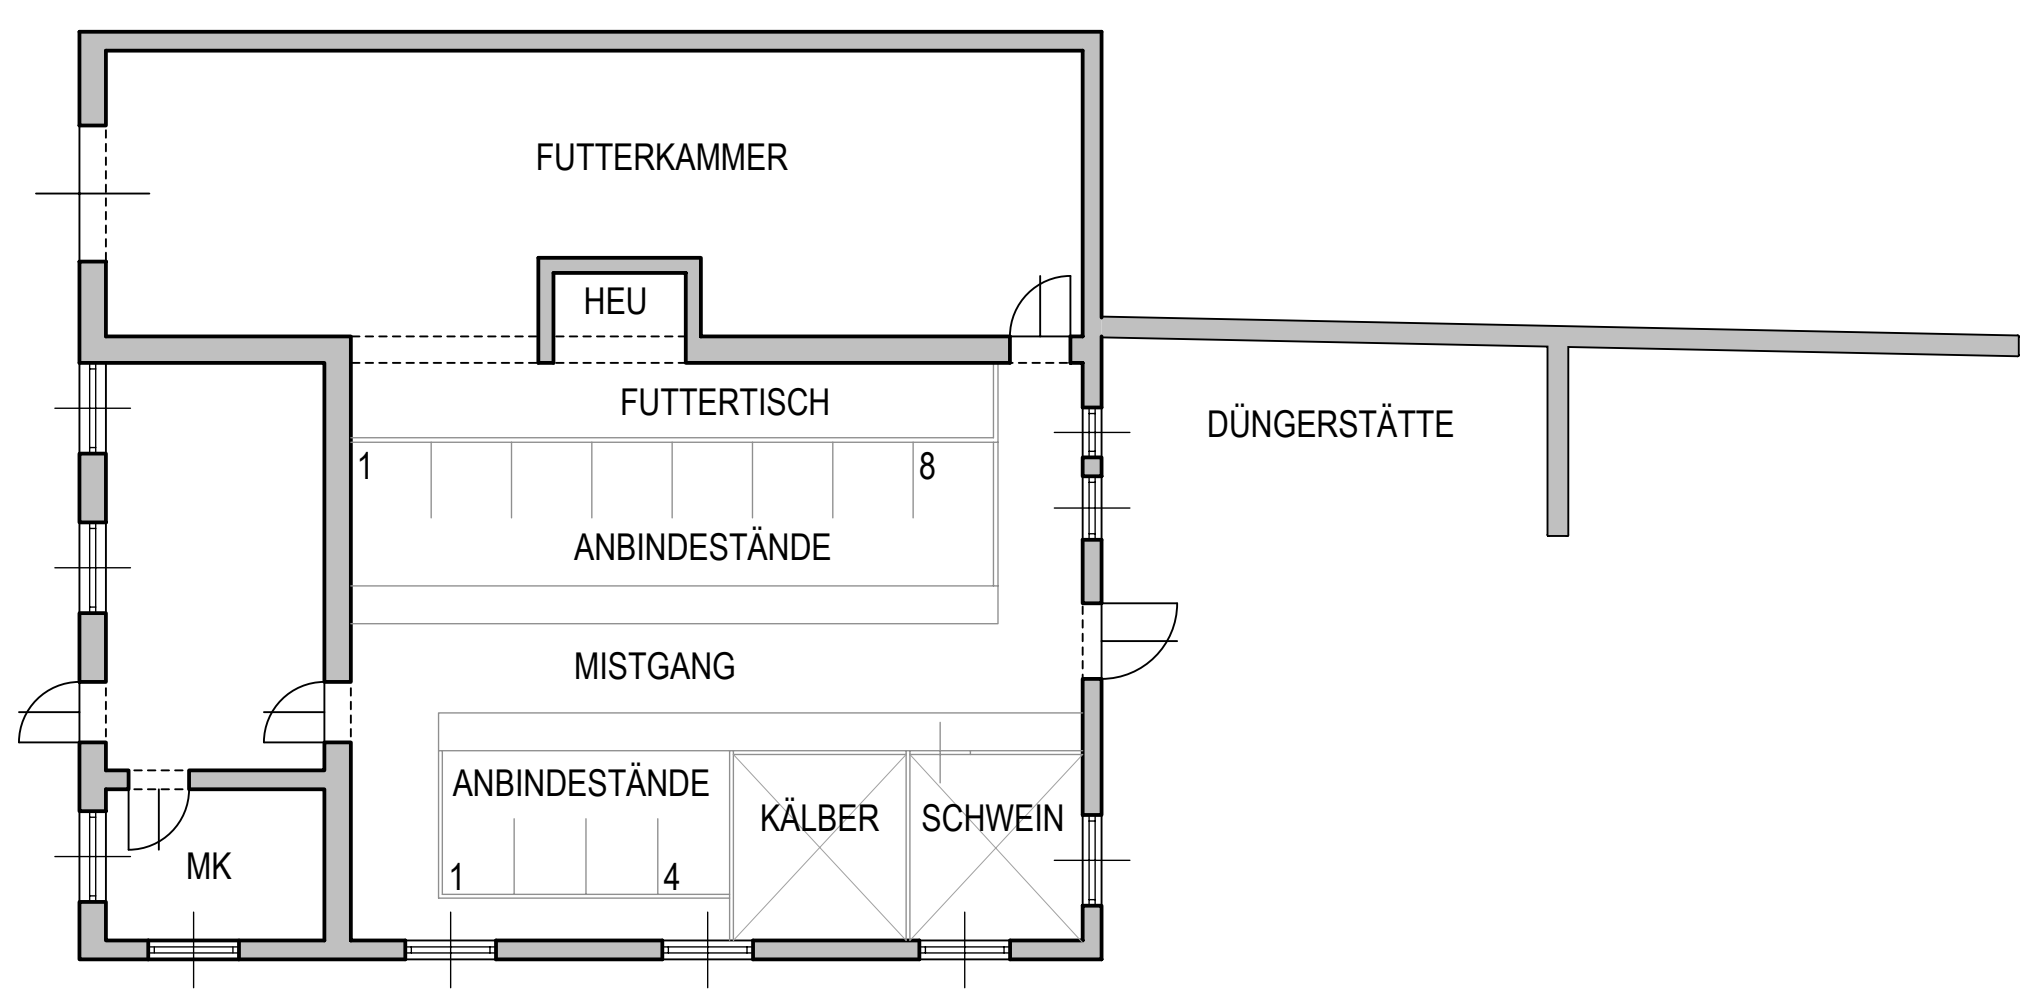 FUTTERKAMMER
HEU
FUTTERTISCH
DÜNGERSTÄTTE
1
8
ANBINDESTÄNDE
MISTGANG
ANBINDESTÄNDE
KÄLBER
SCHWEIN
MK
1
4